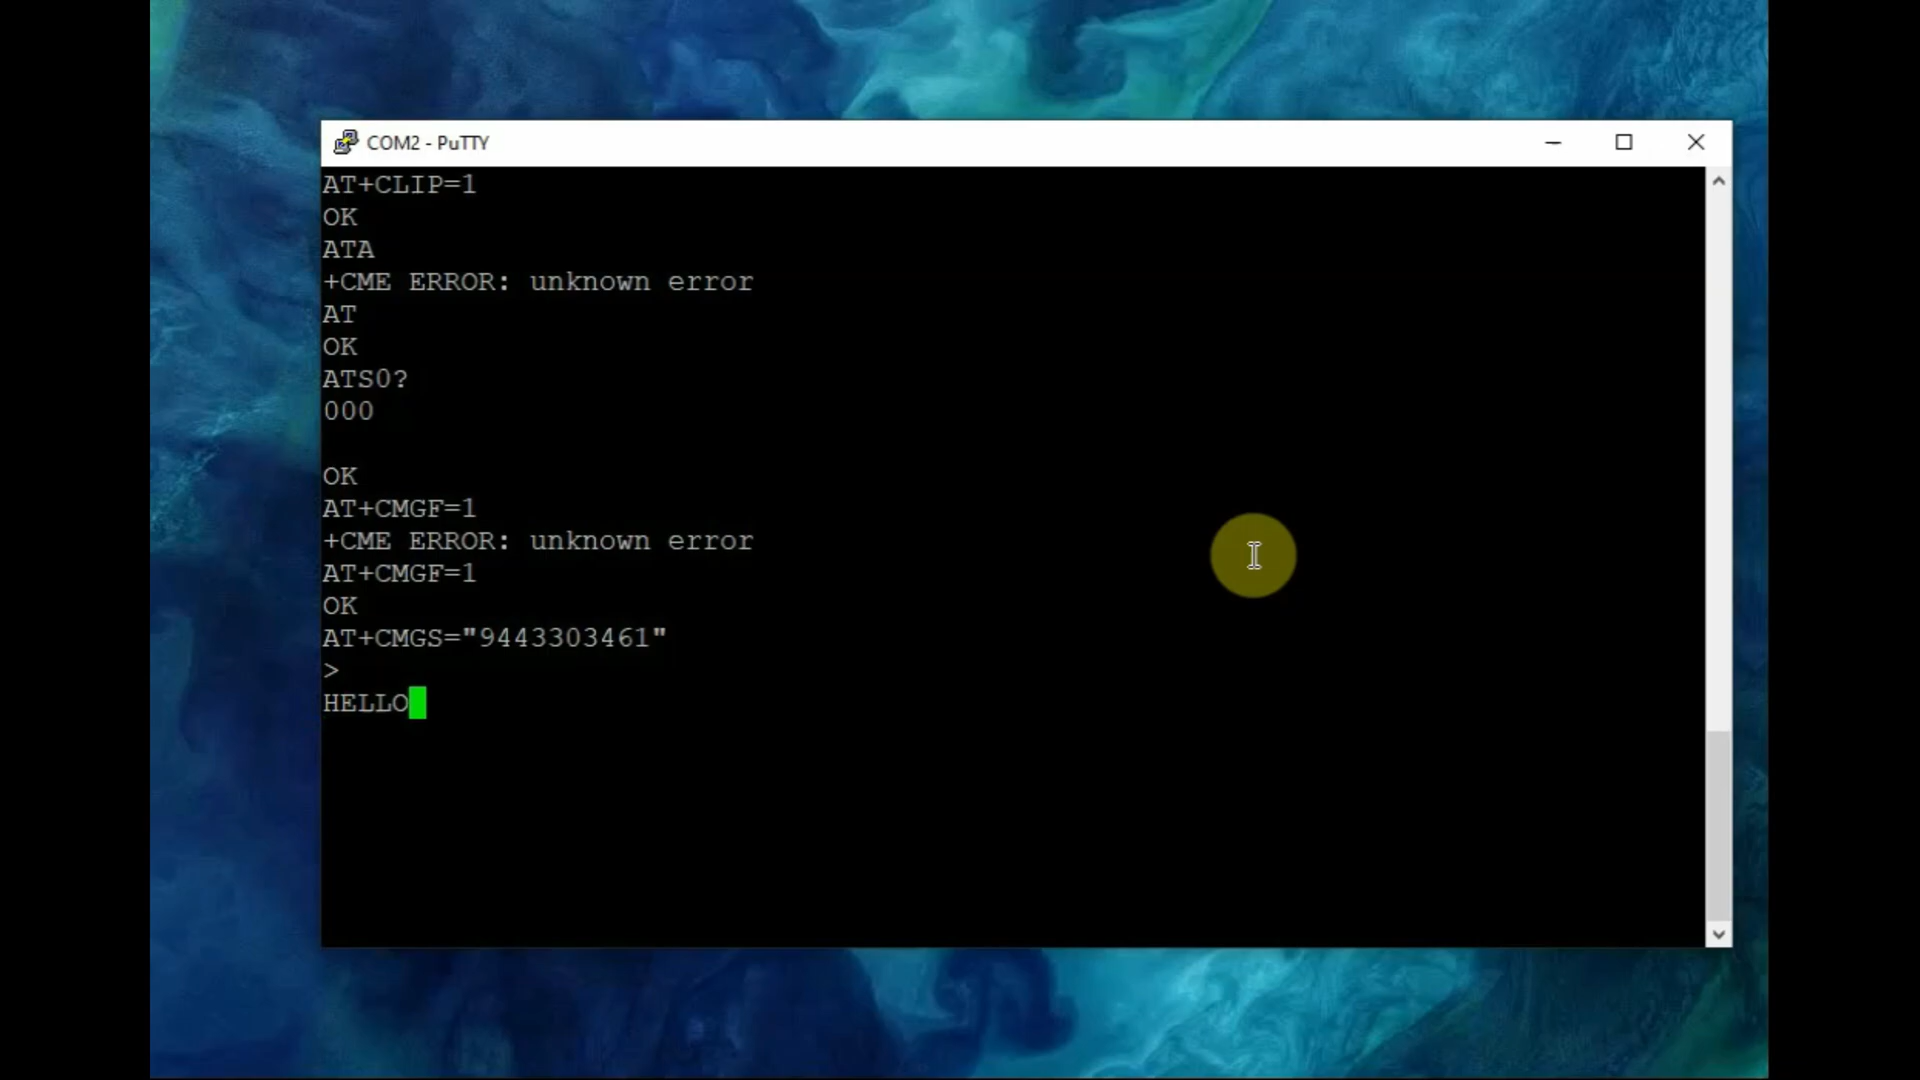 COM2 - PuTTY
AT+CLIP=1
OK
ATA
+CME ERROR: unknown error
AT
OK
ATS0?
000
OK
AT+CMGF=1
+CME ERROR: unknown error
AT+CMGF=1
OK
AT+CMGS="9443303461"
>
HELLO